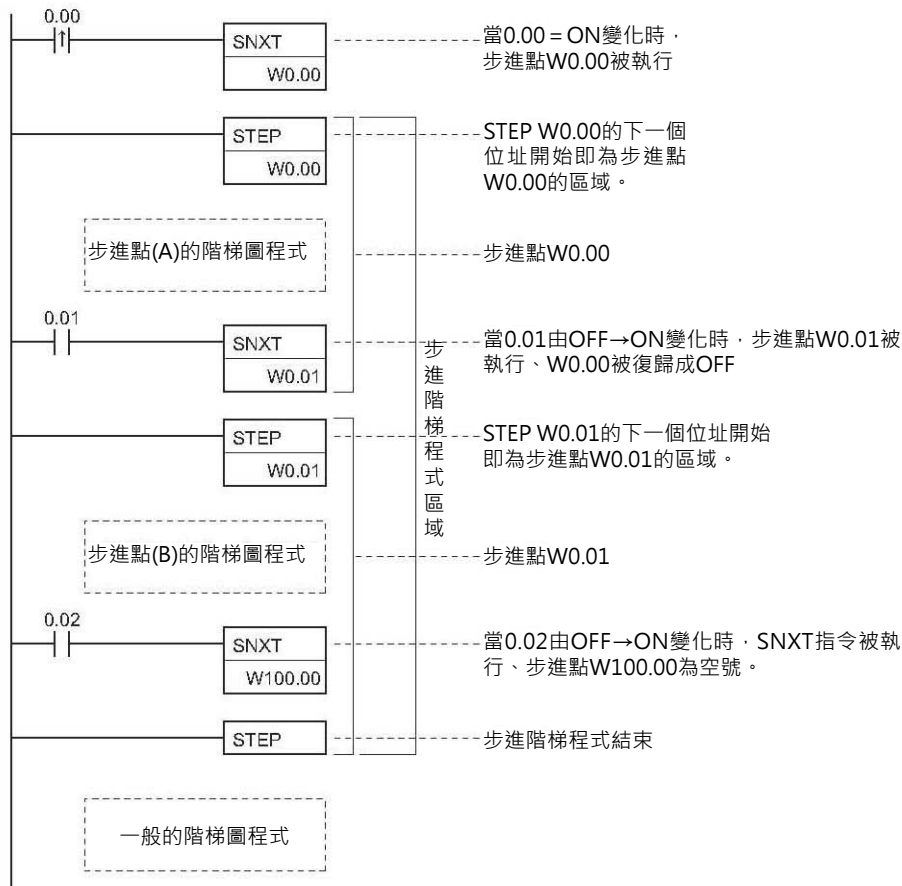 0.00
SNXT
W0.00
當0.00=ON變化時，
步進點W0.00被執行
STEP
W0.00
STEP W0.00的下一個
位址開始即為步進點
W0.00的區域。
步進點(A)的階梯圖程式
步進點W0.00
0.01
SNXT
W0.01
當0.01由OFF→ON變化時，步進點W0.01被
執行、W0.00被復歸成OFF
步進階梯程式區域
STEP
W0.01
STEP W0.01的下一個位址開始
即為步進點W0.01的區域。
步進點(B)的階梯圖程式
步進點W0.01
0.02
SNXT
W100.00
當0.02由OFF→ON變化時，SNXT指令被執
行、步進點W100.00為空號。
STEP
步進階梯程式結束
一般的階梯圖程式